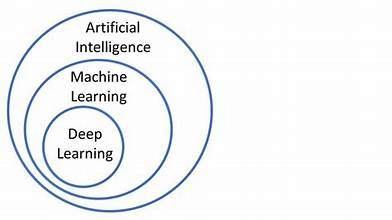 Artificial
Intelligence
Machine
Learning
Deep
Learning